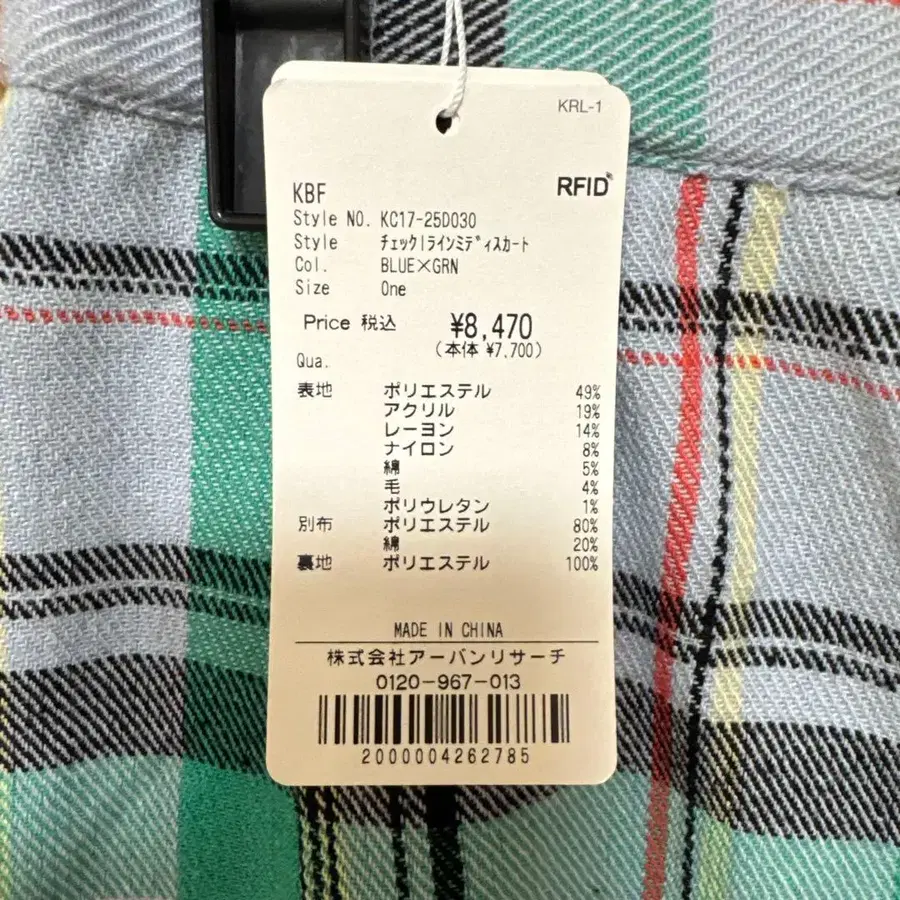 KRL-1
RFID
KBF
Style NO. KC17-25D030
Style チェックIラインミディスカート
Col. BLUE×GRN
Size One
Price 税込 ¥8,470
(本体 ¥7,700)
Qua.
表地 ポリエステル 49%
アクリル 19%
レーヨン 14%
ナイロン 8%
綿 5%
毛 4%
ポリウレタン 1%
別布 ポリエステル 80%
綿 20%
裏地 ポリエステル 100%
MADE IN CHINA
株式会社アーバンリサーチ
0120-967-013
2000004262785